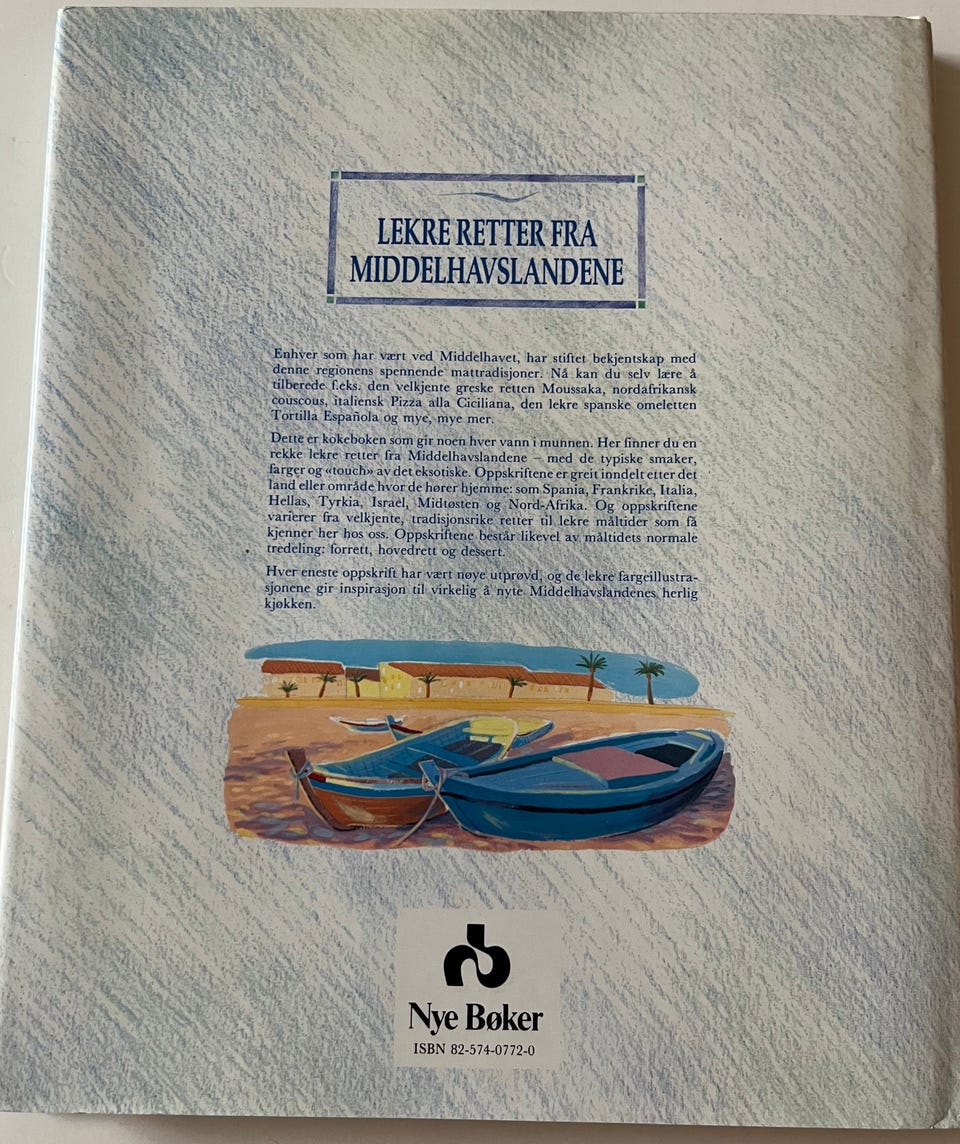 LEKRE RETTER FRA
MIDDELHAVSLANDENE
Enhver som har vært ved Middelhavet, har stiftet bekjentskap med
denne regionens spennende mattradisjoner. Nå kan du selv lære å
tilberede f.eks. den velkjente greske retten Moussaka, nordafrikansk
couscous, italiensk Pizza alla Ciciliana, den lekre spanske omeletten
Tortilla Española og mye, mye mer.
Dette er kokeboken som gir noen hver vann i munnen. Her finner du en
rekke lekre retter fra Middelhavslandene – med de typiske smaker,
farger og «touch» av det eksotiske. Oppskriftene er greit inndelt etter det
land eller område hvor de hører hjemme: som Spania, Frankrike, Italia,
Hellas, Tyrkia, Israel, Midtøsten og Nord-Afrika. Og oppskriftene
varierer fra velkjente, tradisjonsrike retter til lekre måltider som få
kjenner her hos oss. Oppskriftene består likevel av måltidets normale
tredeling: forrett, hovedrett og dessert.
Hver eneste oppskrift har vært nøye utprøvd, og de lekre fargeillustra-
sjonene gir inspirasjon til virkelig å nyte Middelhavslandenes herlig
kjøkken.
nb
Nye Bøker
ISBN 82-574-0772-0